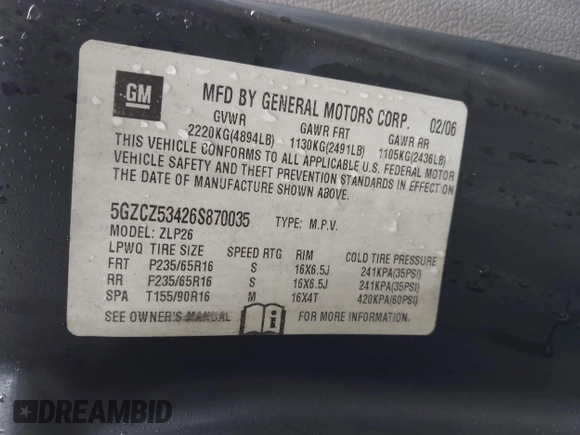 GM
MFD BY GENERAL MOTORS CORP. 02/06
GVWR GAWR FRT GAWR RR
2220KG(4894LB) 1130KG(2491LB) 1105KG(2436LB)
THIS VEHICLE CONFORMS TO ALL APPLICABLE U.S. FEDERAL MOTOR
VEHICLE SAFETY AND THEFT PREVENTION STANDARDS IN EFFECT ON
THE DATE OF MANUFACTURE SHOWN ABOVE.
5GZCZ53426S870035 TYPE: M.P.V.
MODEL: ZLP26
LPWQ TIRE SIZE SPEED RTG RIM COLD TIRE PRESSURE
FRT P235/65R16 S 16X6.5J 241KPA(35PSI)
RR P235/65R16 S 16X6.5J 241KPA(35PSI)
SPA T155/90R16 M 16X4T 420KPA(60PSI)
SEE OWNER'S MANUAL FOR MORE INFORMATION.
DREAMBID